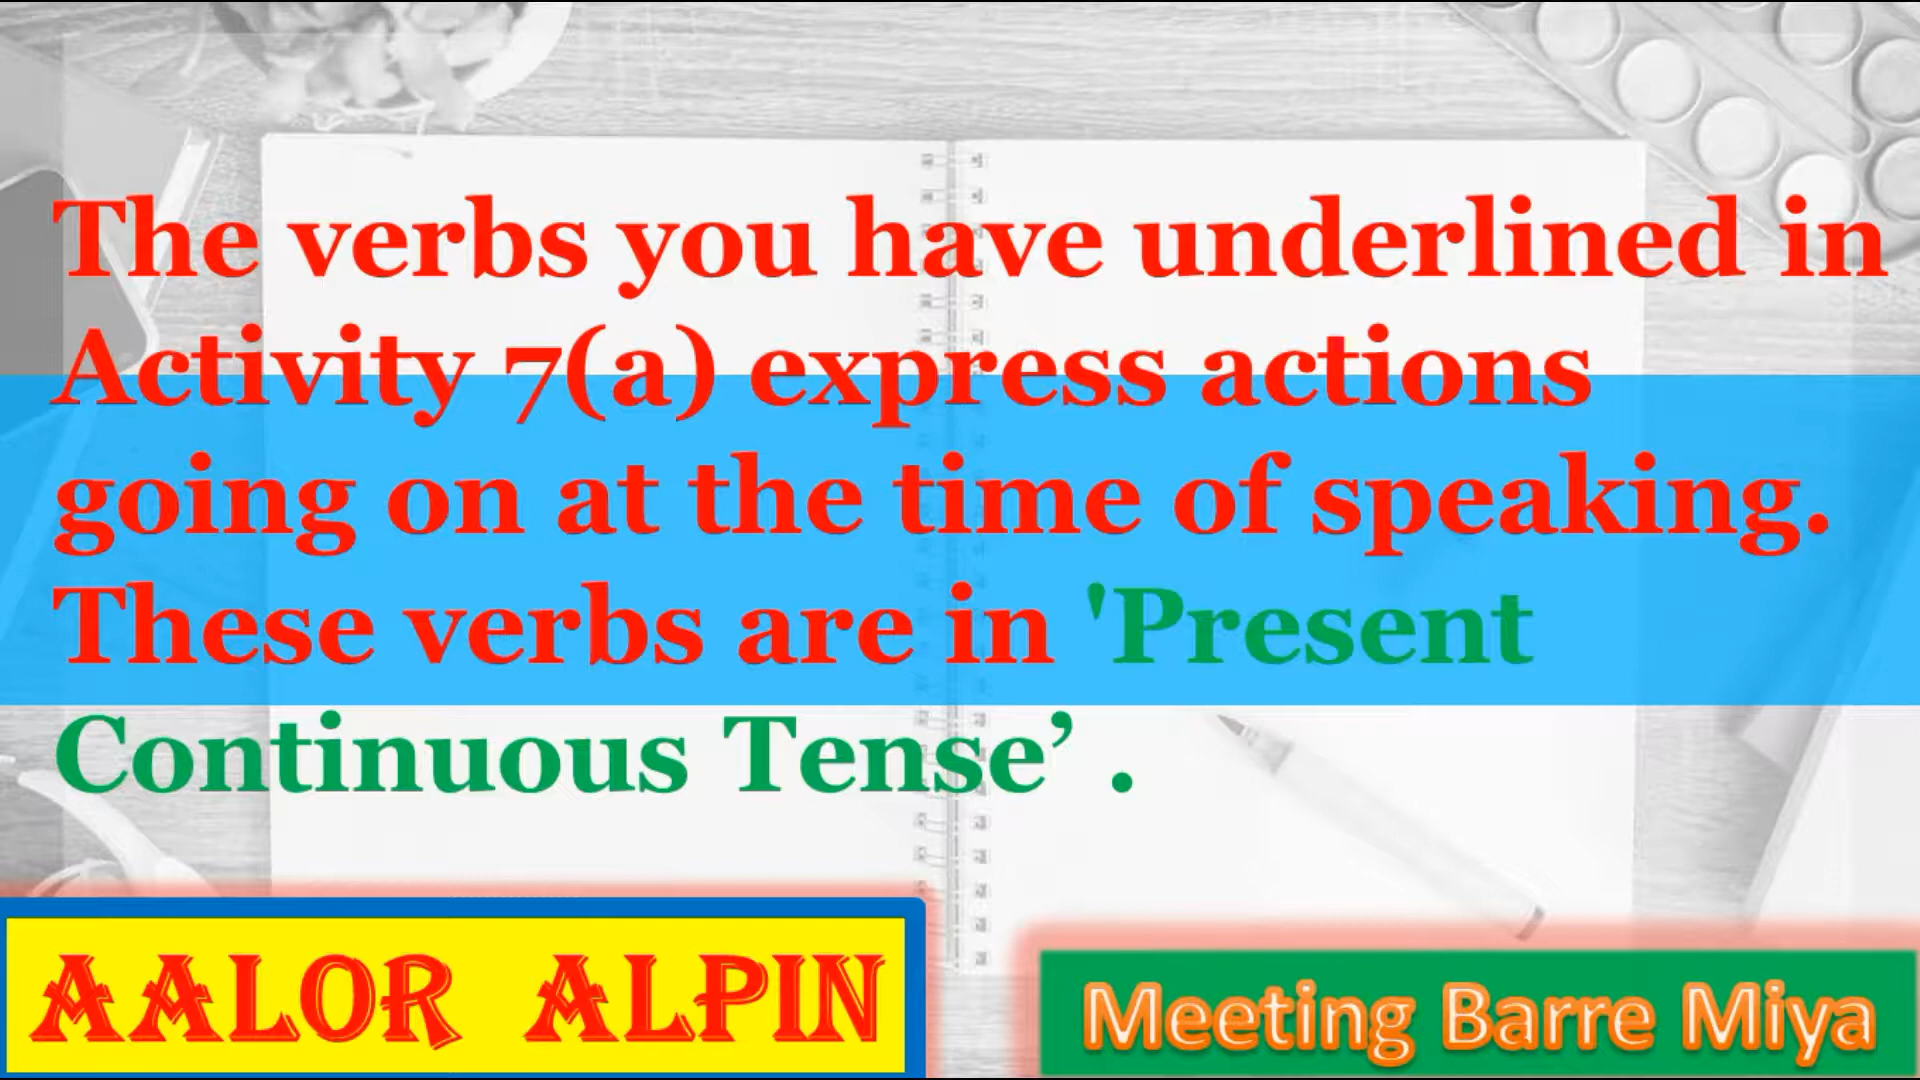 The verbs you have underlined in
Activity 7(a) express actions
going on at the time of speaking.
These verbs are in 'Present
Continuous Tense’ .
AALOR ALPIN
Meeting Barre Miya